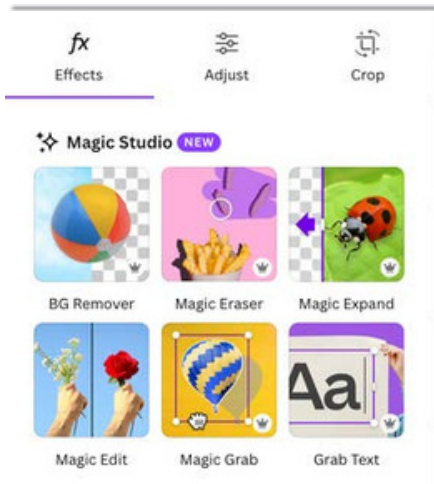 fx
Effects Adjust Crop
Magic Studio NEW
BG Remover Magic Eraser Magic Expand
Aa
Magic Edit Magic Grab Grab Text